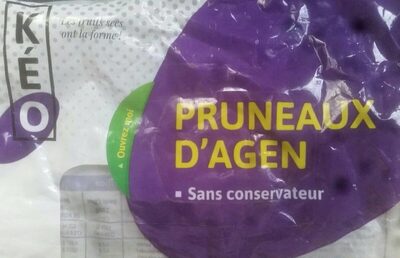 KÉO
Les fruits secs
ont la forme!
Ouvrez moi
PRUNEAUX
D'AGEN
Sans conservateur